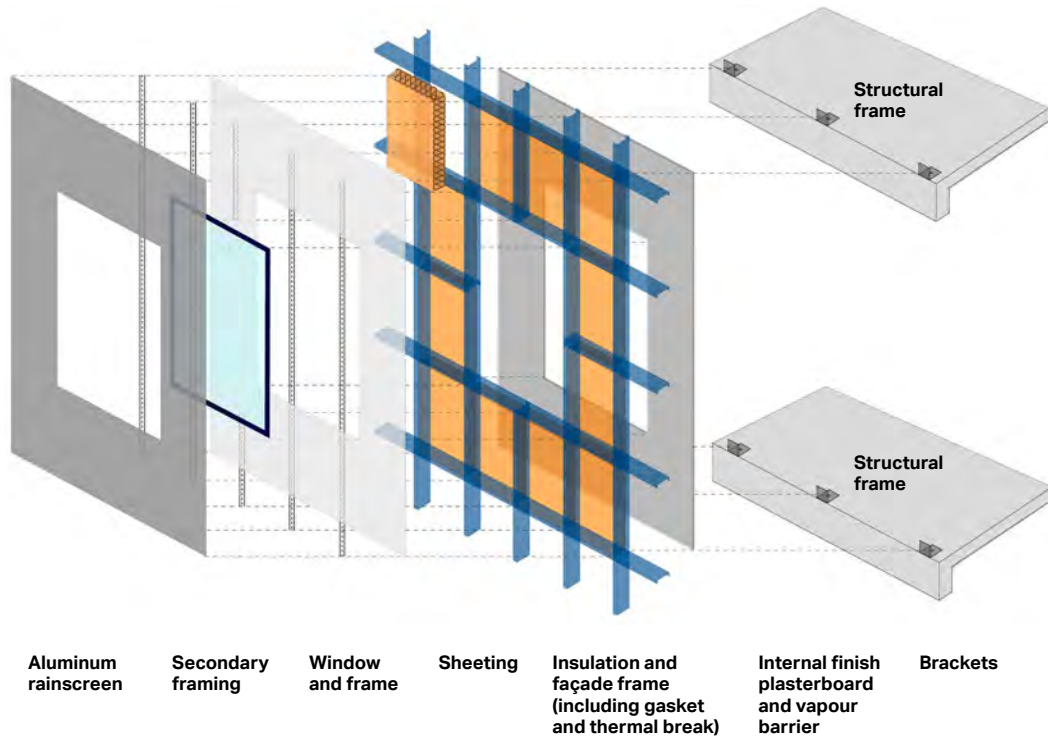 Structural
frame
Structural
frame
Aluminum
rainscreen
Secondary
framing
Window
and frame
Sheeting
Insulation and
façade frame
(including gasket
and thermal break)
Internal finish
plasterboard
and vapour
barrier
Brackets